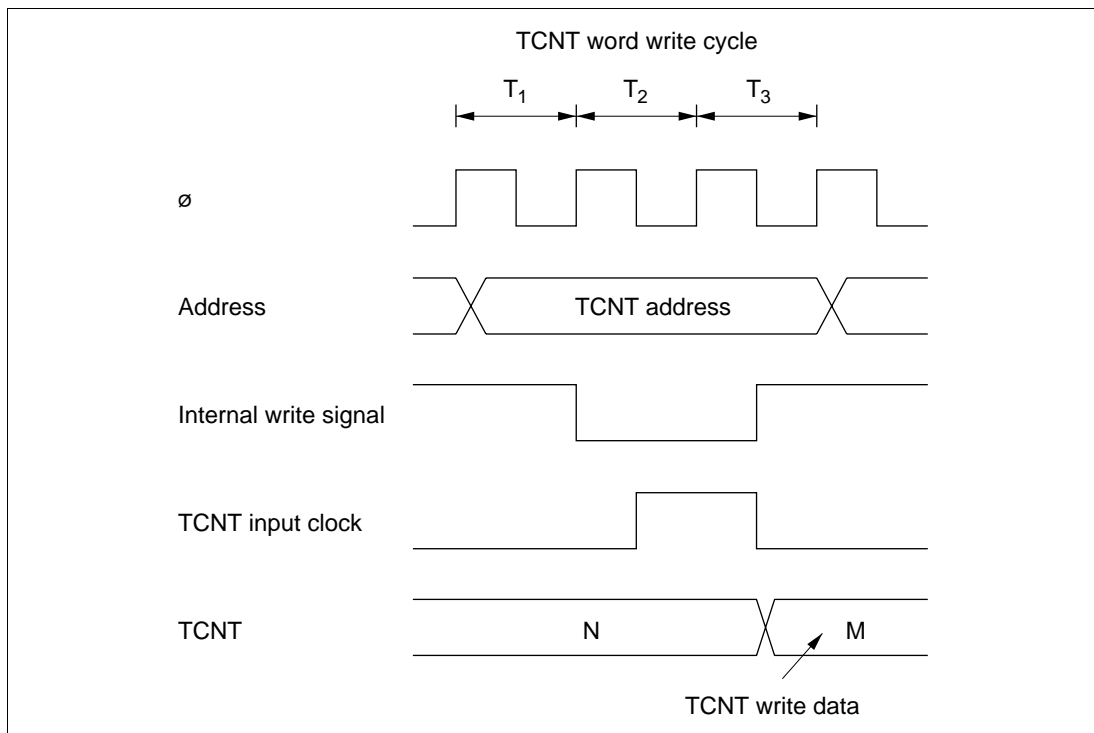 TCNT word write cycle
T1 T2 T3
ø
Address TCNT address
Internal write signal
TCNT input clock
TCNT N M
TCNT write data